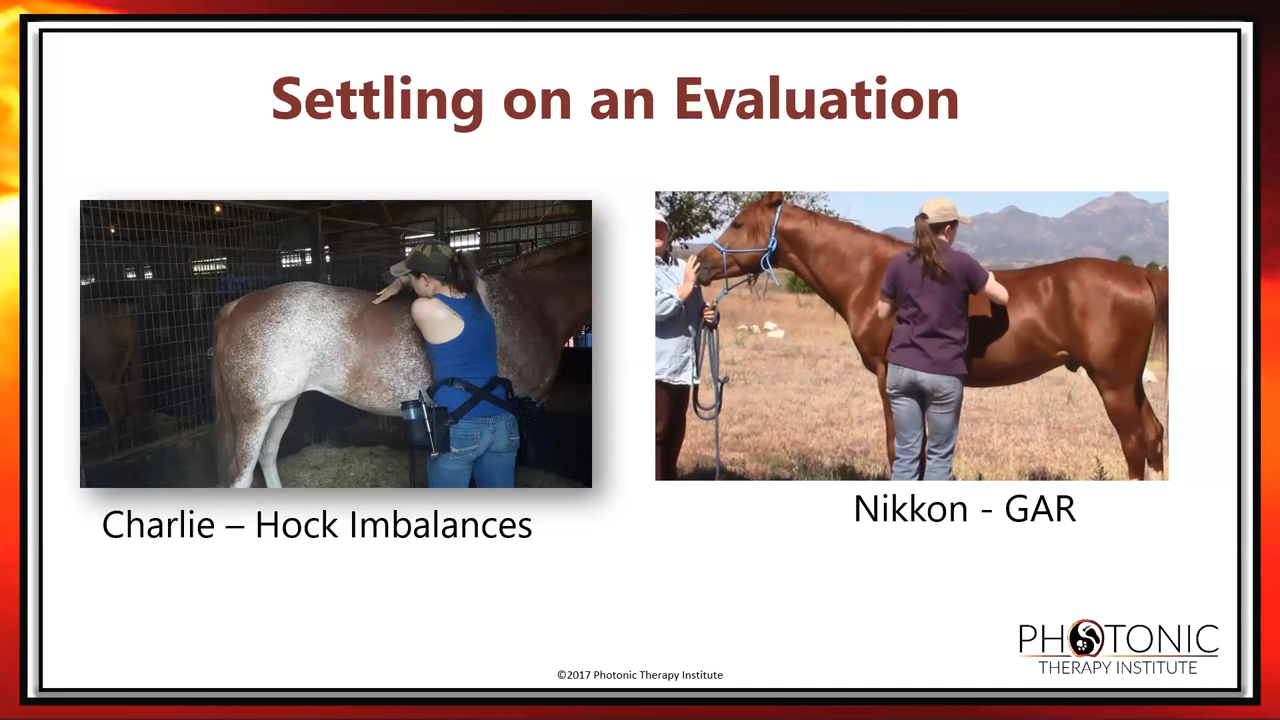 Settling on an Evaluation
Charlie – Hock Imbalances
Nikkon - GAR
PHOTONIC
THERAPY INSTITUTE
©2017 Photonic Therapy Institute